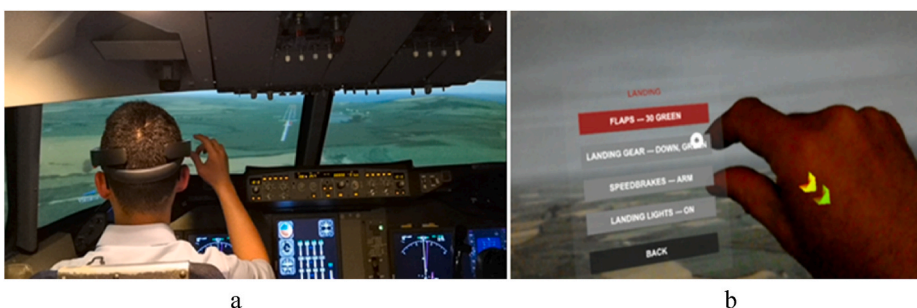 LANDING
FLAPS — 30 GREEN
LANDING GEAR — DOWN, GREEN
SPEEDBRAKES — ARM
LANDING LIGHTS — ON
BACK
a
b